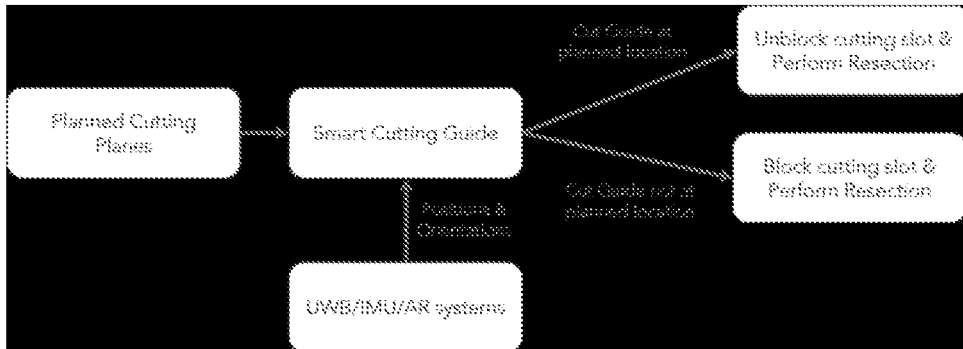 Cut Guide at
planned location
Unblock cutting slot &
Perform Resection
Planned Cutting
Planes
Smart Cutting Guide
Block cutting slot &
Perform Resection
Cut Guide not at
planned location
Positions &
Orientations
UWB/IMU/AR systems